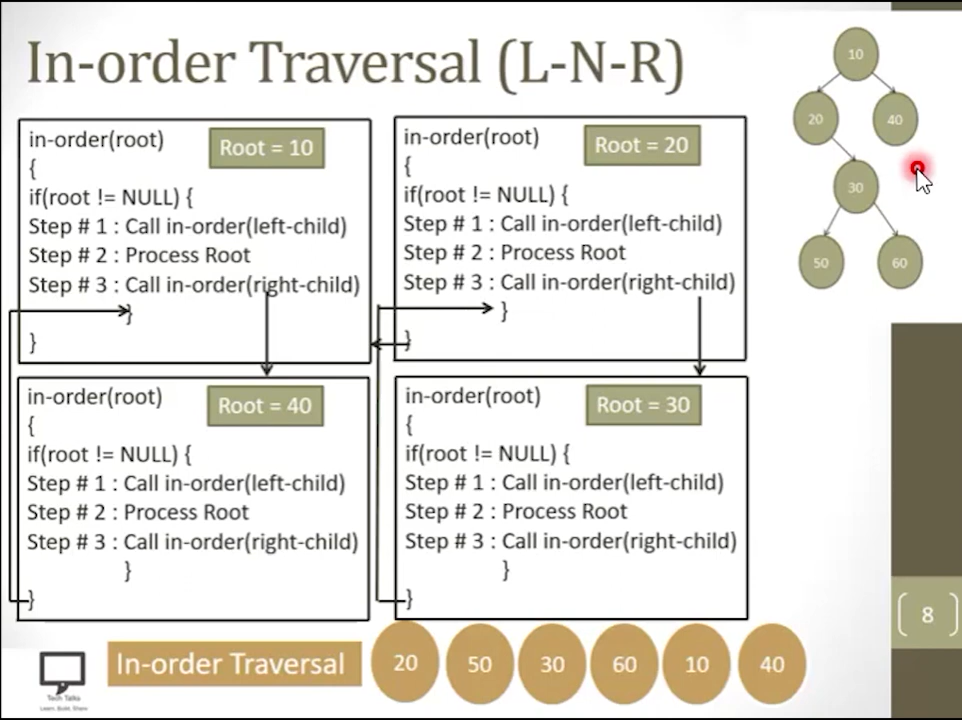 In-order Traversal (L-N-R)
in-order(root)
Root = 10
{
if(root != NULL) {
Step # 1 : Call in-order(left-child)
Step # 2 : Process Root
Step # 3 : Call in-order(right-child)
}
}
in-order(root)
Root = 20
{
if(root != NULL) {
Step # 1 : Call in-order(left-child)
Step # 2 : Process Root
Step # 3 : Call in-order(right-child)
}
}
in-order(root)
Root = 40
{
if(root != NULL) {
Step # 1 : Call in-order(left-child)
Step # 2 : Process Root
Step # 3 : Call in-order(right-child)
}
}
in-order(root)
Root = 30
{
if(root != NULL) {
Step # 1 : Call in-order(left-child)
Step # 2 : Process Root
Step # 3 : Call in-order(right-child)
}
}
10
20 40
30
50 60
8
In-order Traversal 20 50 30 60 10 40
Tech Talks
Learn. Build. Share